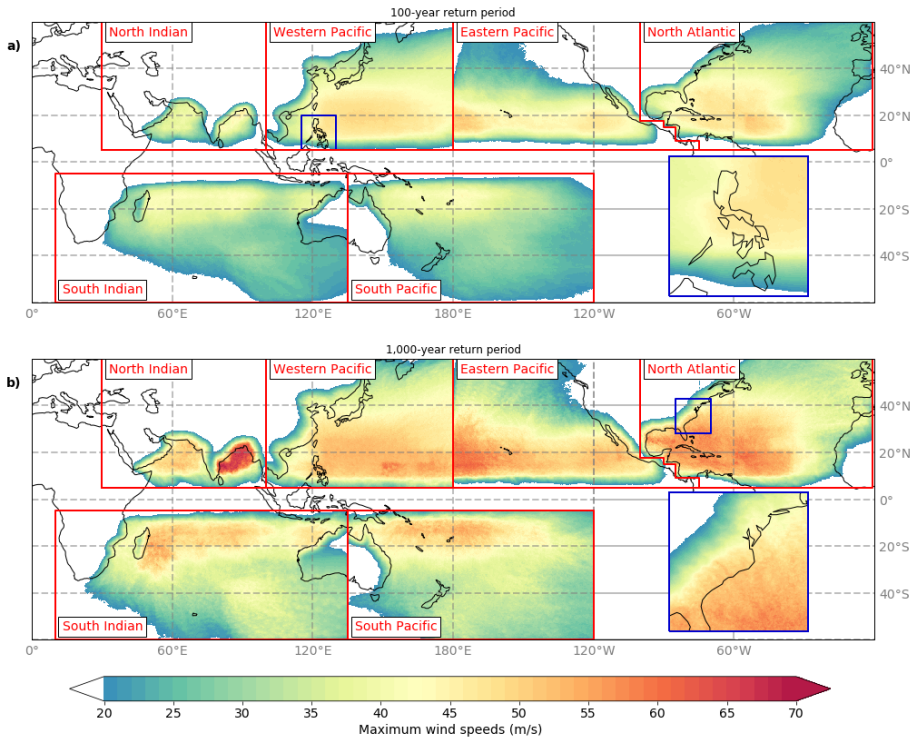 100-year return period
a)
North Indian
Western Pacific
Eastern Pacific
North Atlantic
40°N
20°N
0°
20°S
40°S
South Indian
South Pacific
0°
60°E
120°E
180°E
120°W
60°W
1,000-year return period
b)
North Indian
Western Pacific
Eastern Pacific
North Atlantic
40°N
20°N
0°
20°S
40°S
South Indian
South Pacific
0°
60°E
120°E
180°E
120°W
60°W
20
25
30
35
40
45
50
55
60
65
70
Maximum wind speeds (m/s)